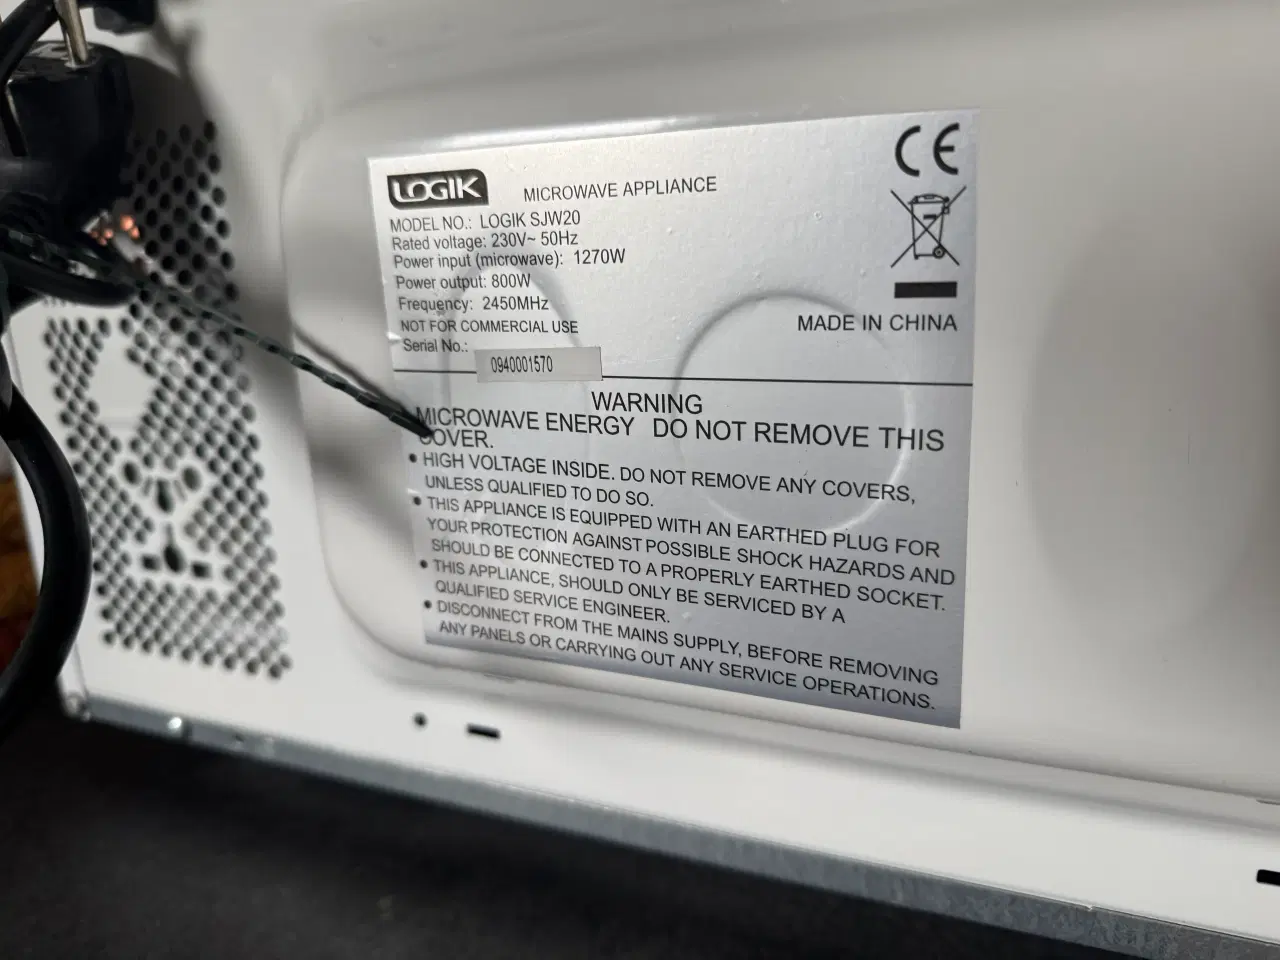 LOGIK MICROWAVE APPLIANCE
CE
MODEL NO.: LOGIK SJW20
Rated voltage: 230V~ 50Hz
Power input (microwave): 1270W
Power output: 800W
Frequency: 2450MHz
NOT FOR COMMERCIAL USE
MADE IN CHINA
Serial No.: 0940001570
WARNING
MICROWAVE ENERGY DO NOT REMOVE THIS
COVER.
• HIGH VOLTAGE INSIDE. DO NOT REMOVE ANY COVERS,
UNLESS QUALIFIED TO DO SO.
• THIS APPLIANCE IS EQUIPPED WITH AN EARTHED PLUG FOR
YOUR PROTECTION AGAINST POSSIBLE SHOCK HAZARDS AND
SHOULD BE CONNECTED TO A PROPERLY EARTHED SOCKET.
• THIS APPLIANCE, SHOULD ONLY BE SERVICED BY A
QUALIFIED SERVICE ENGINEER.
• DISCONNECT FROM THE MAINS SUPPLY, BEFORE REMOVING
ANY PANELS OR CARRYING OUT ANY SERVICE OPERATIONS.